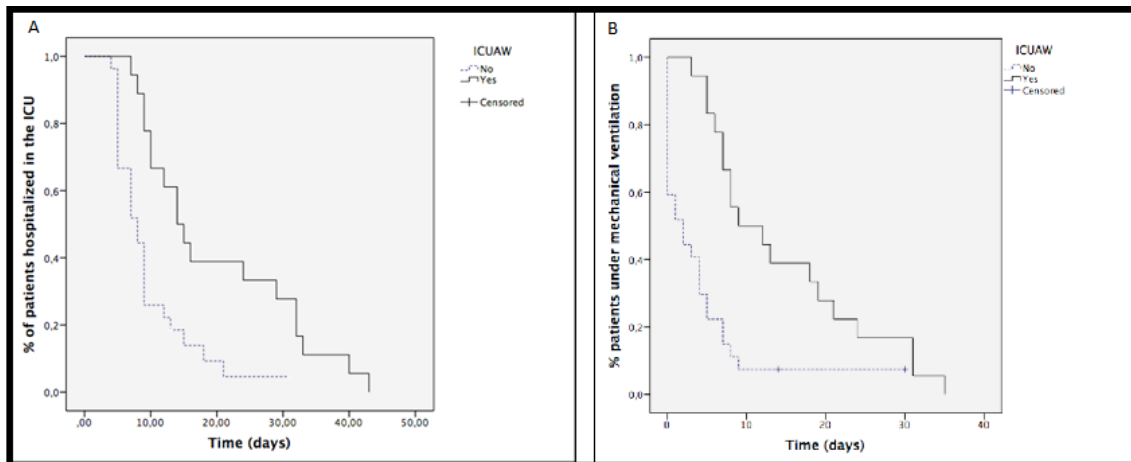 A
ICUAW
No
Yes
Censored
% of patients hospitalized in the ICU
1,0
0,8
0,6
0,4
0,2
0,0
,00 10,00 20,00 30,00 40,00 50,00
Time (days)
B
ICUAW
No
Yes
Censored
% patients under mechanical ventilation
1,0
0,8
0,6
0,4
0,2
0,0
0 10 20 30 40
Time (days)